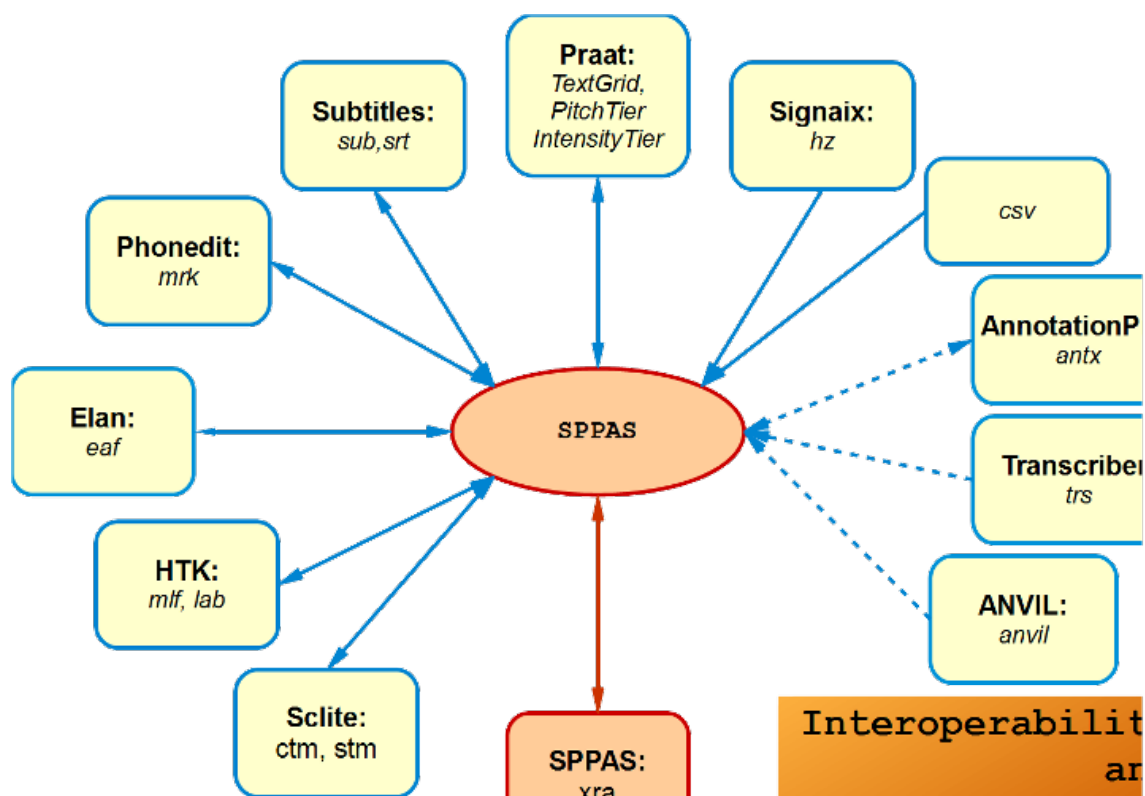 Praat:
TextGrid,
PitchTier
IntensityTier
Subtitles:
sub,srt
Signaix:
hz
csv
Phonedit:
mrk
AnnotationP
antx
Elan:
eaf
SPPAS
Transcriber
trs
HTK:
mlf, lab
ANVIL:
anvil
Sclite:
ctm, stm
SPPAS:
xra
Interoperabilit
an